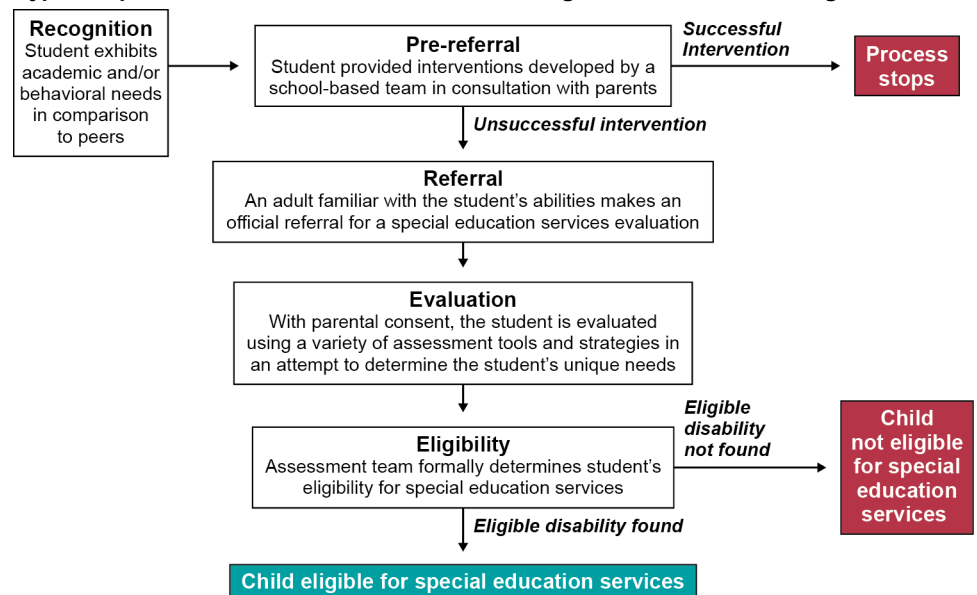 Recognition
Student exhibits
academic and/or
behavioral needs
in comparison
to peers
Pre-referral
Student provided interventions developed by a
school-based team in consultation with parents
Successful
Intervention
Process
stops
Unsuccessful intervention
Referral
An adult familiar with the student's abilities makes an
official referral for a special education services evaluation
Evaluation
With parental consent, the student is evaluated
using a variety of assessment tools and strategies in
an attempt to determine the student's unique needs
Eligibility
Assessment team formally determines student's
eligibility for special education services
Eligible
disability
not found
Child
not eligible
for special
education
services
Eligible disability found
Child eligible for special education services